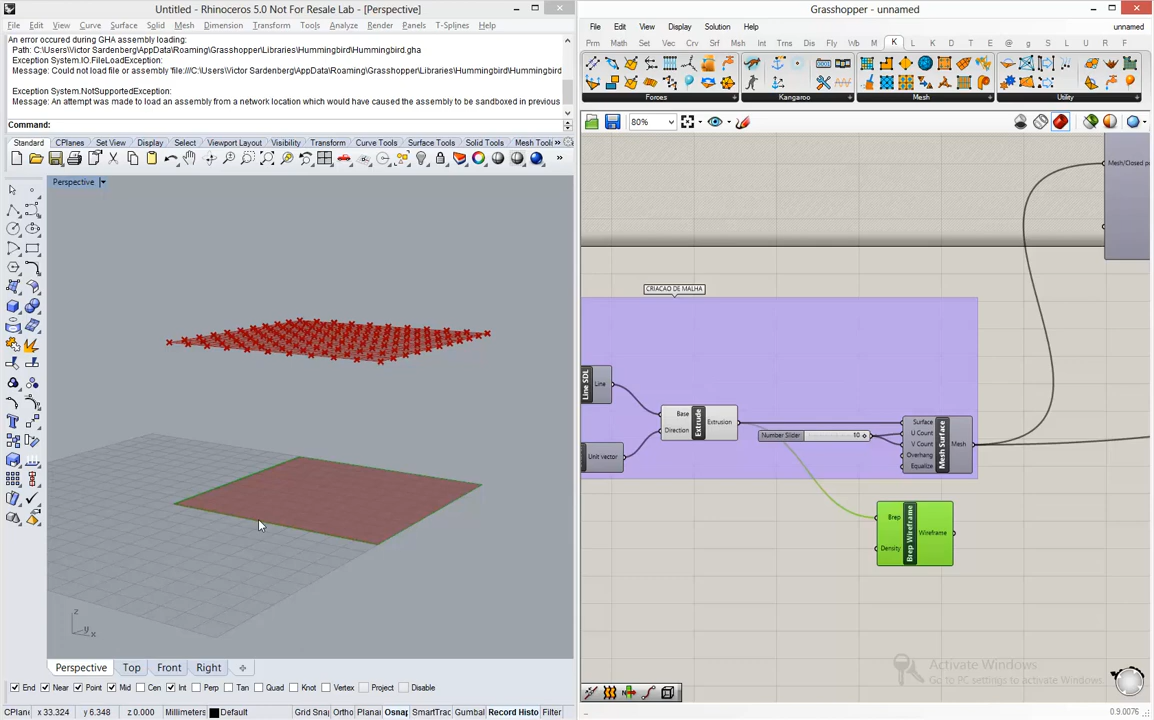 Untitled - Rhinoceros 5.0 Not For Resale Lab - [Perspective]
File Edit View Curve Surface Solid Mesh Dimension Transform Tools Analyze Render Panels T-Splines Help
An error occured during GHA assembly loading:
Path: C:\Users\Victor Sardenberg\AppData\Roaming\Grasshopper\Libraries\Hummingbird\Hummingbird.gha
Exception System.IO.FileLoadException:
Message: Could not load file or assembly 'file:///C:\Users\Victor Sardenberg\AppData\Roaming\Grasshopper\Libraries\Hummingbird
Exception System.NotSupportedException:
Message: An attempt was made to load an assembly from a network location which would have caused the assembly to be sandboxed in previous
Command:
Standard CPlanes Set View Display Select Viewport Layout Visibility Transform Curve Tools Surface Tools Solid Tools Mesh Tool
Perspective
z
y
x
Perspective Top Front Right
End Near Point Mid Cen Int Perp Tan Quad Knot Vertex Project Disable
CPlan x 33.324 y 6.348 z 0.000 Millimeters Default Grid Snap Ortho Planar Osnap SmartTrac Gumbal Record Histo Filter
Grasshopper - unnamed
File Edit View Display Solution Help unnamed
Prm Math Set Vec Crv Srf Msh Int Trns Dis Fly Wb M K L K D T @ g S U R F
Forces Kangaroo Mesh Utility
80%
Mesh/Closed p
CRIACAO DE MALHA
Line SDL
Line
Unit vector
Base
Direction
Extrude
Extrusion
Number Slider 10
Surface
U Count
V Count
Overhang
Equalize
Mesh Surface
Mesh
Brep
Density
Brep Wireframe
Wireframe
Activate Windows
Go to PC settings to activate Windows.
0.9.0076